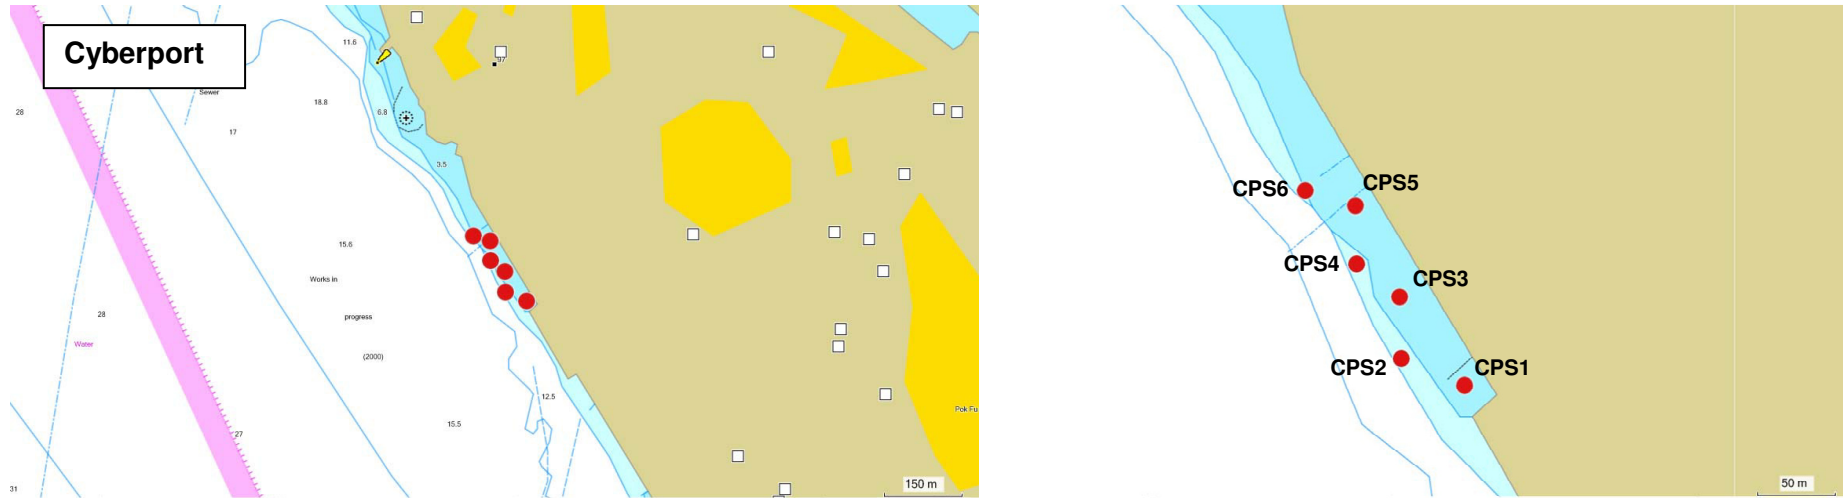 Cyberport
11.6
97
Sewer
28
18.8
6.8
17
3.5
15.6
Works in
28
progress
Water
(2000)
12.5
Pok Fu
15.5
27
31
150 m
CPS6
CPS5
CPS4
CPS3
CPS2
CPS1
50 m